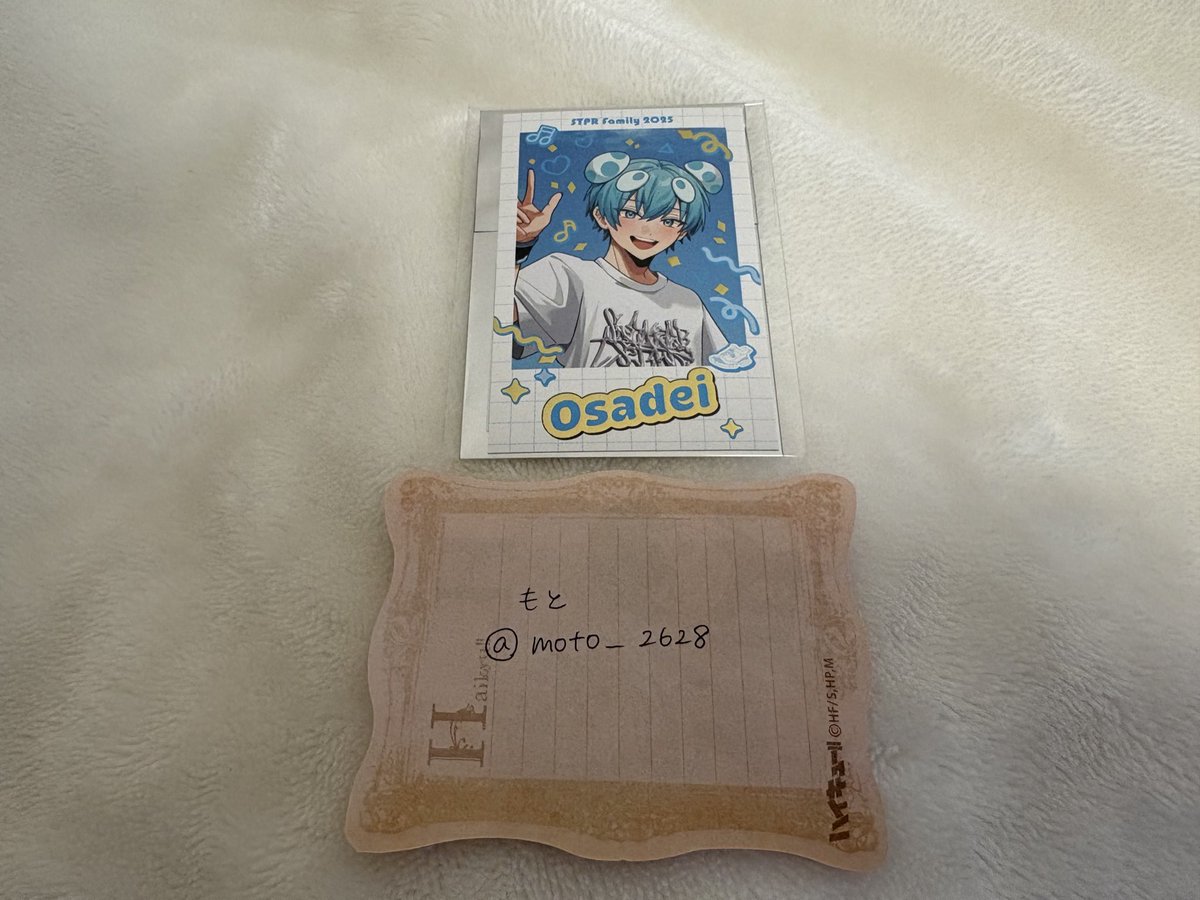 STPR Family 2025
Osadei
もと
@moto_2628
Haikyu!!
ハイキュー!! ©HF/S,HP,M